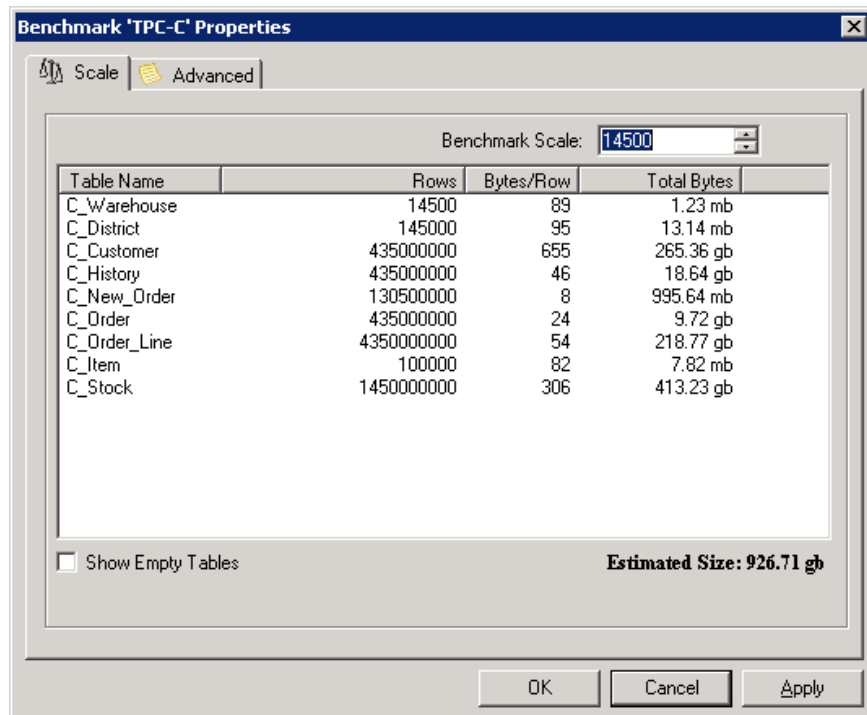 Benchmark 'TPC-C' Properties
Scale Advanced
Benchmark Scale: 14500
Table Name Rows Bytes/Row Total Bytes
C_Warehouse 14500 89 1.23 mb
C_District 145000 95 13.14 mb
C_Customer 435000000 655 265.36 gb
C_History 435000000 46 18.64 gb
C_New_Order 130500000 8 995.64 mb
C_Order 435000000 24 9.72 gb
C_Order_Line 4350000000 54 218.77 gb
C_Item 100000 82 7.82 mb
C_Stock 1450000000 306 413.23 gb
Show Empty Tables Estimated Size: 926.71 gb
OK Cancel Apply